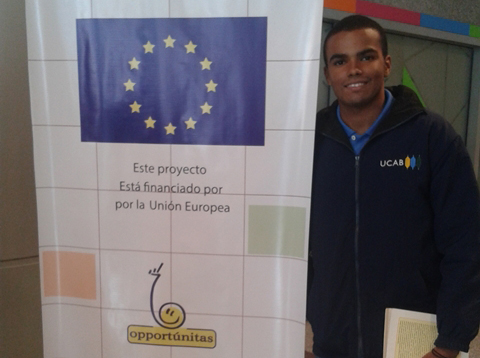 Este proyecto
Está financiado por
por la Unión Europea
opportúnitas
UCAB